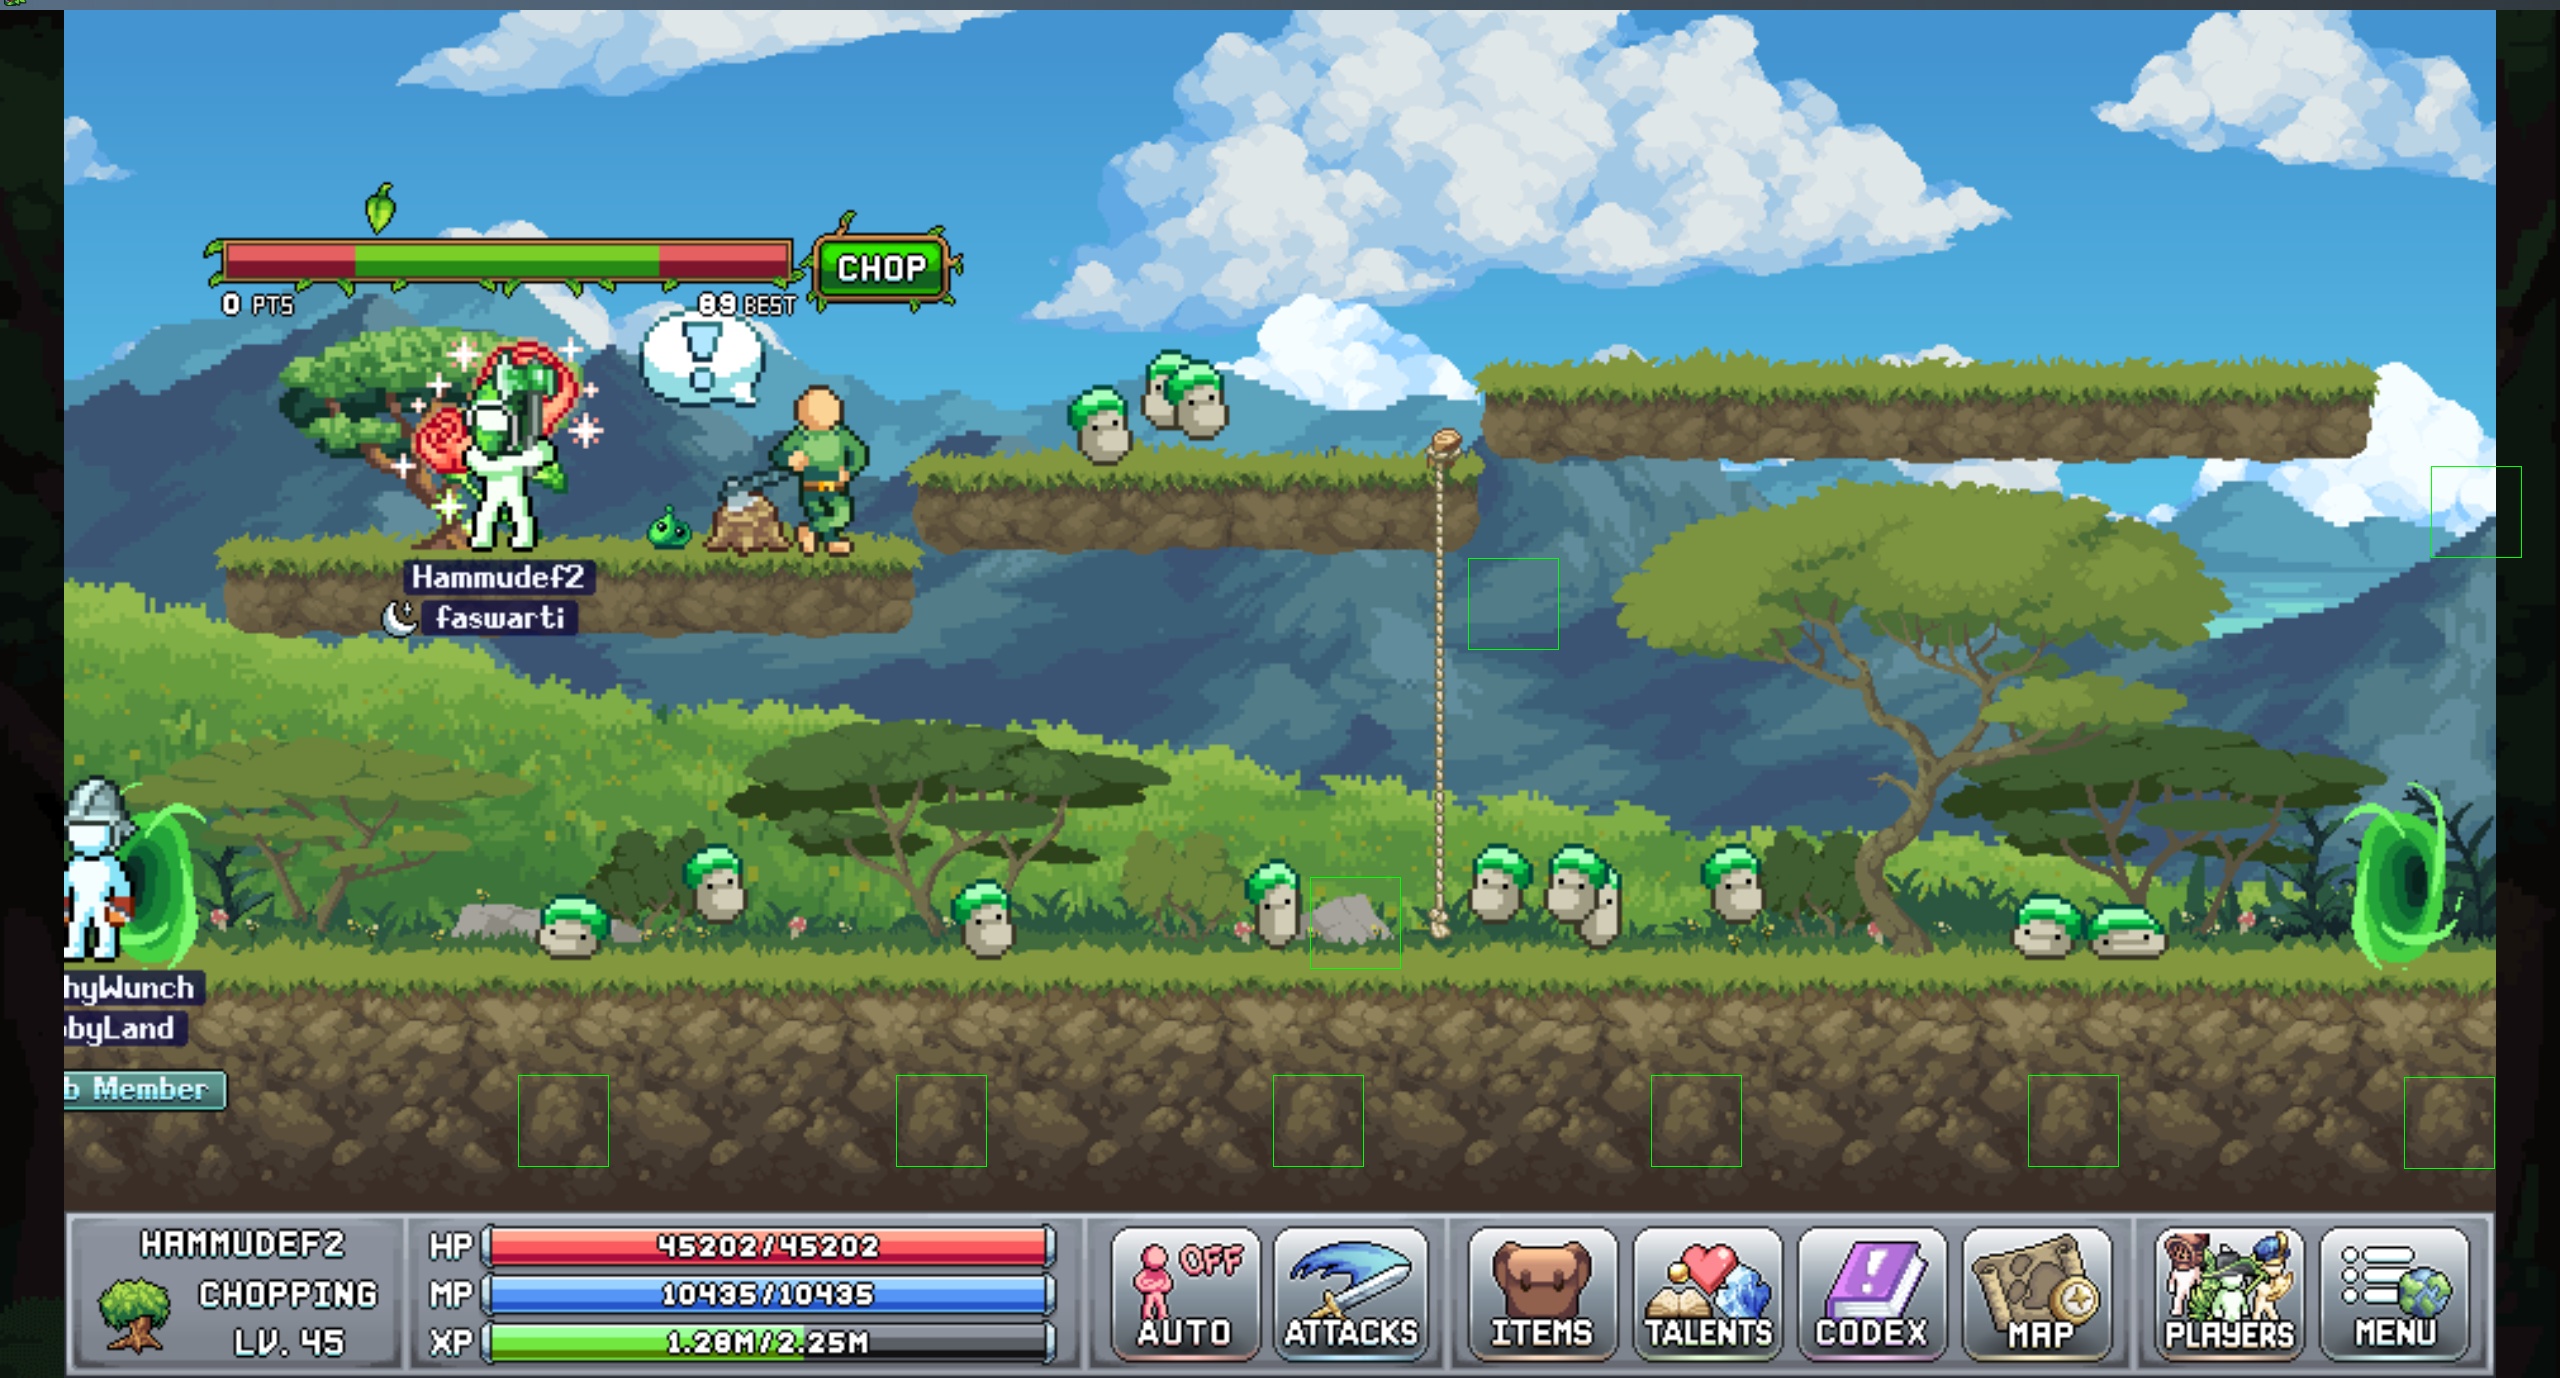 CHOP
0 PTS
89 BEST
Hammudef2
faswarti
hyWunch
bbyLand
b Member
HAMMUDEF2
CHOPPING
LV. 45
HP 45202/45202
MP 10435/10435
XP 1.28M/2.25M
OFF
AUTO
ATTACKS
ITEMS
TALENTS
CODEX
MAP
PLAYERS
MENU